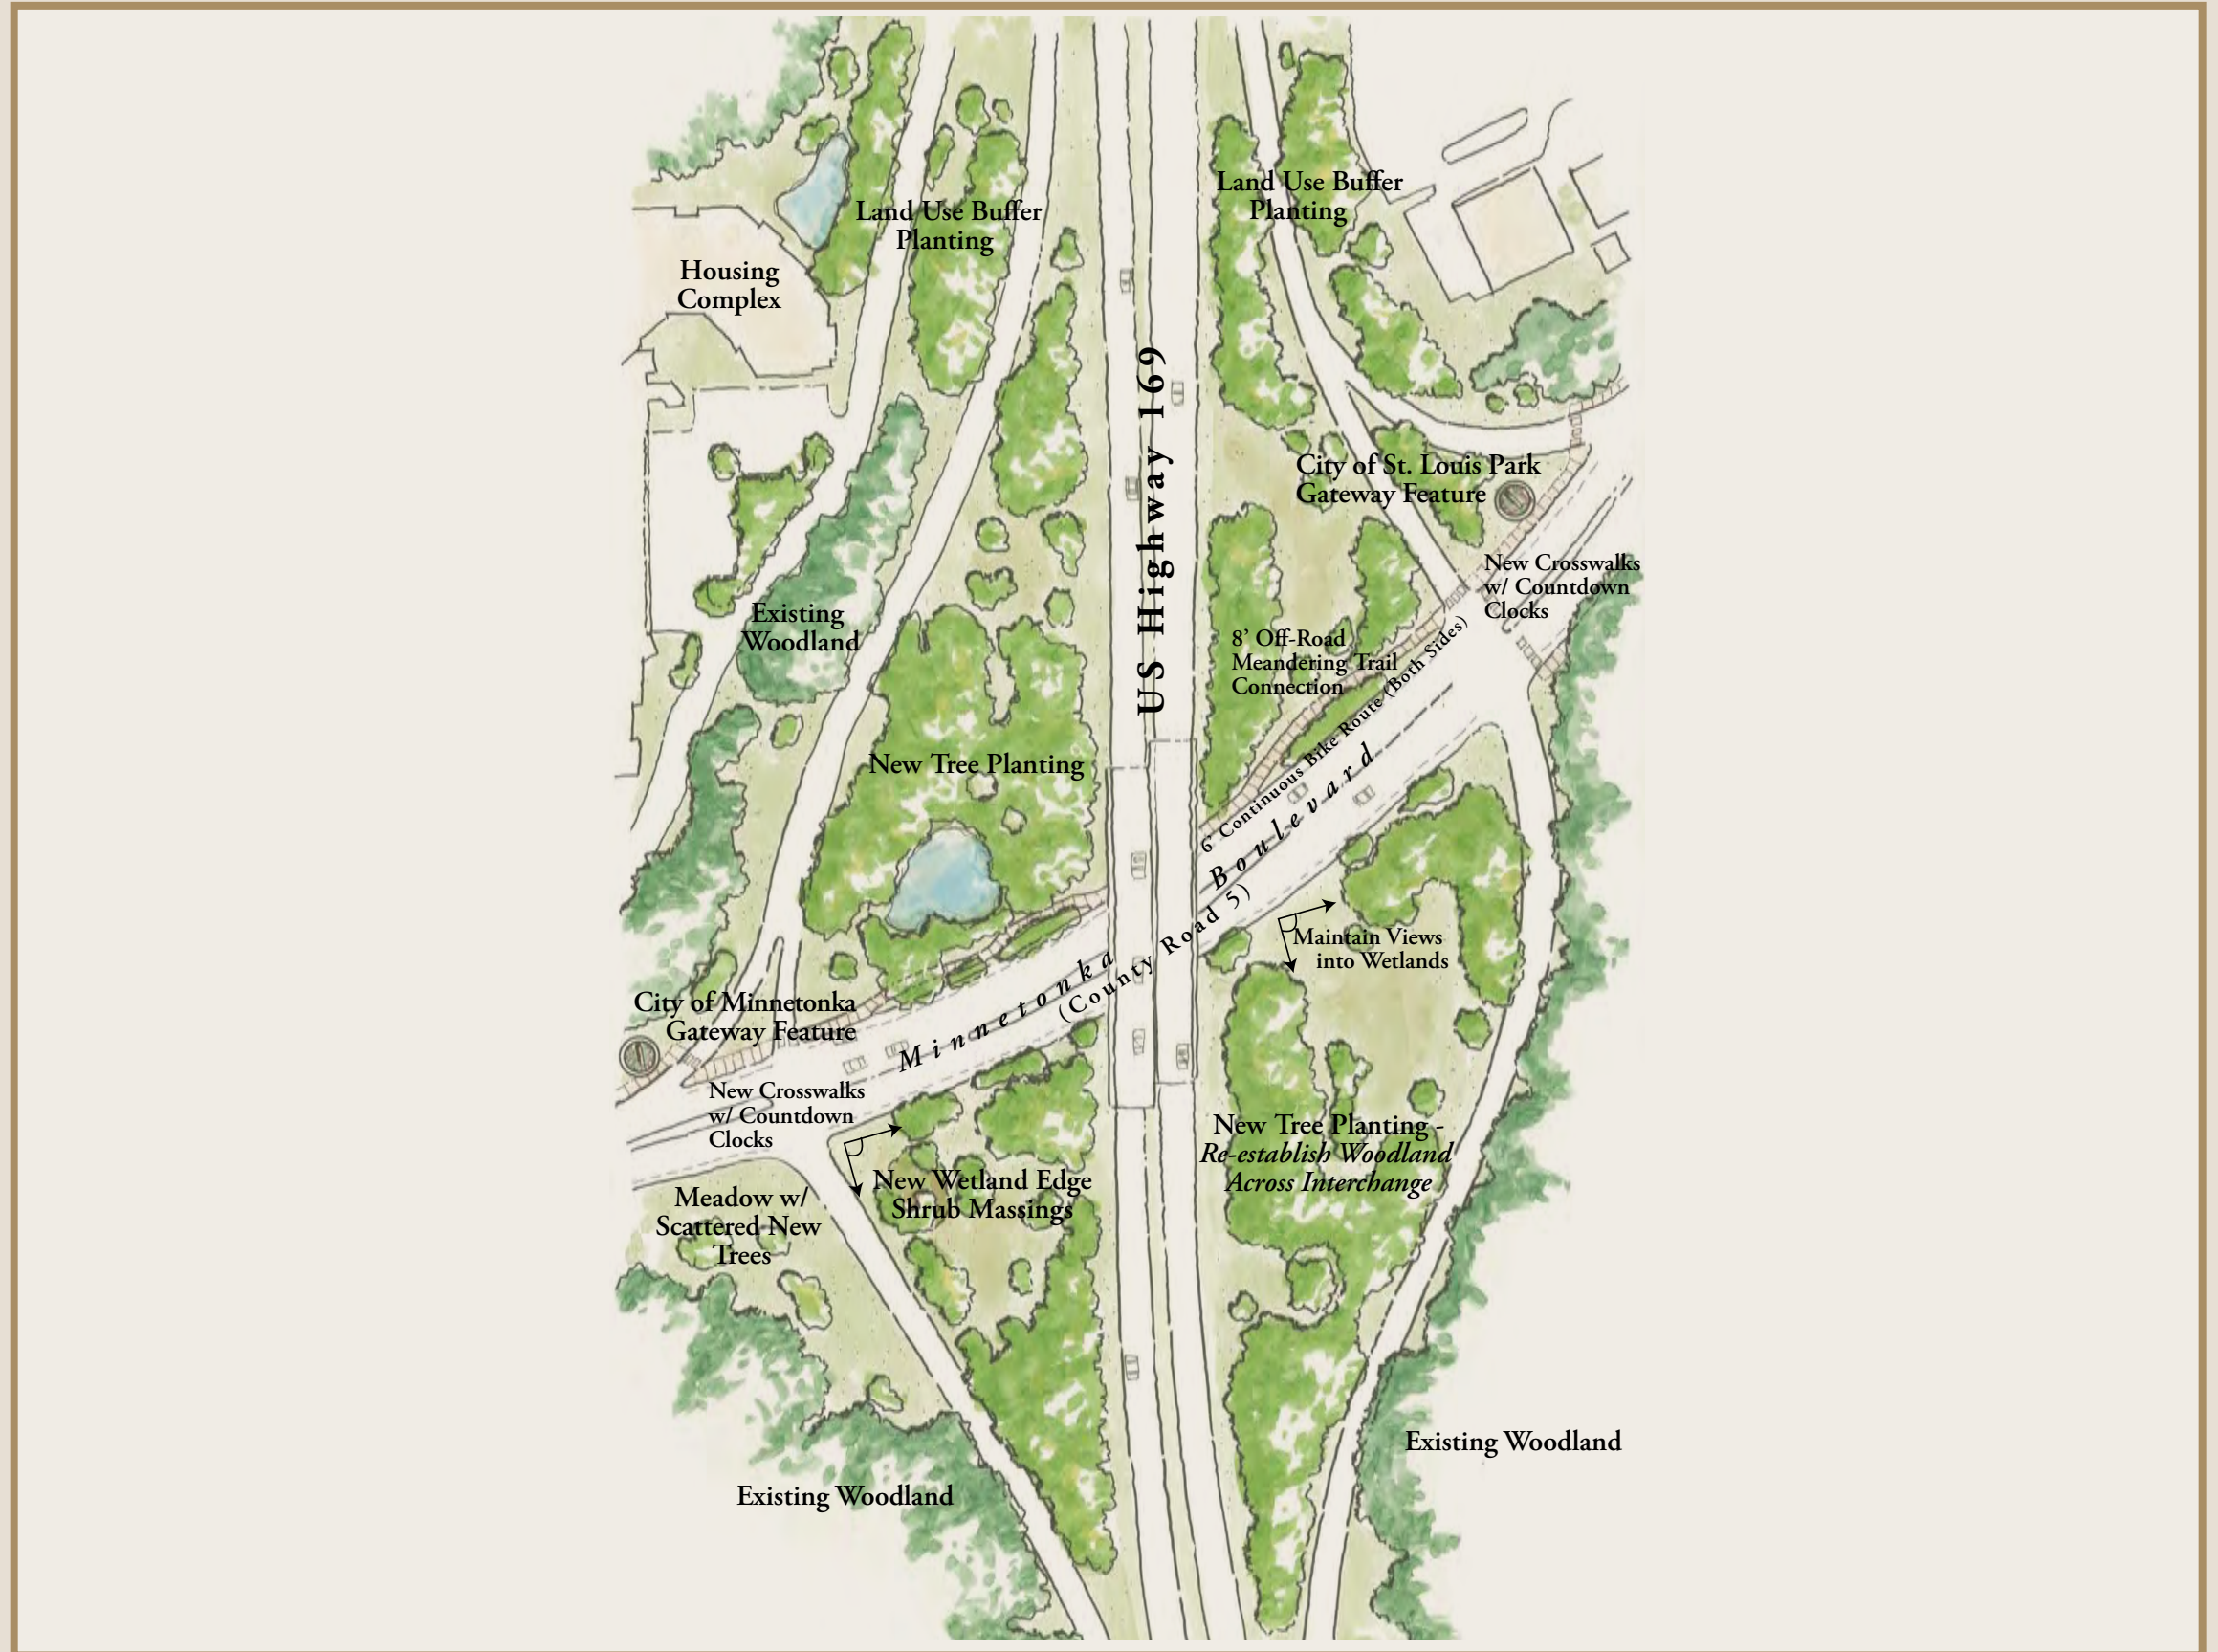 Land Use Buffer
Planting
Land Use Buffer
Planting
Housing
Complex
US Highway 169
City of St. Louis Park
Gateway Feature
New Crosswalks
w/ Countdown
Clocks
Existing
Woodland
8’ Off-Road
Meandering Trail
Connection
6' Continuous Bike Route (Both Sides)
New Tree Planting
Minnetonka Boulevard
(County Road 5)
Maintain Views
into Wetlands
City of Minnetonka
Gateway Feature
New Crosswalks
w/ Countdown
Clocks
New Tree Planting -
Re-establish Woodland
Across Interchange
New Wetland Edge
Shrub Massings
Meadow w/
Scattered New
Trees
Existing Woodland
Existing Woodland